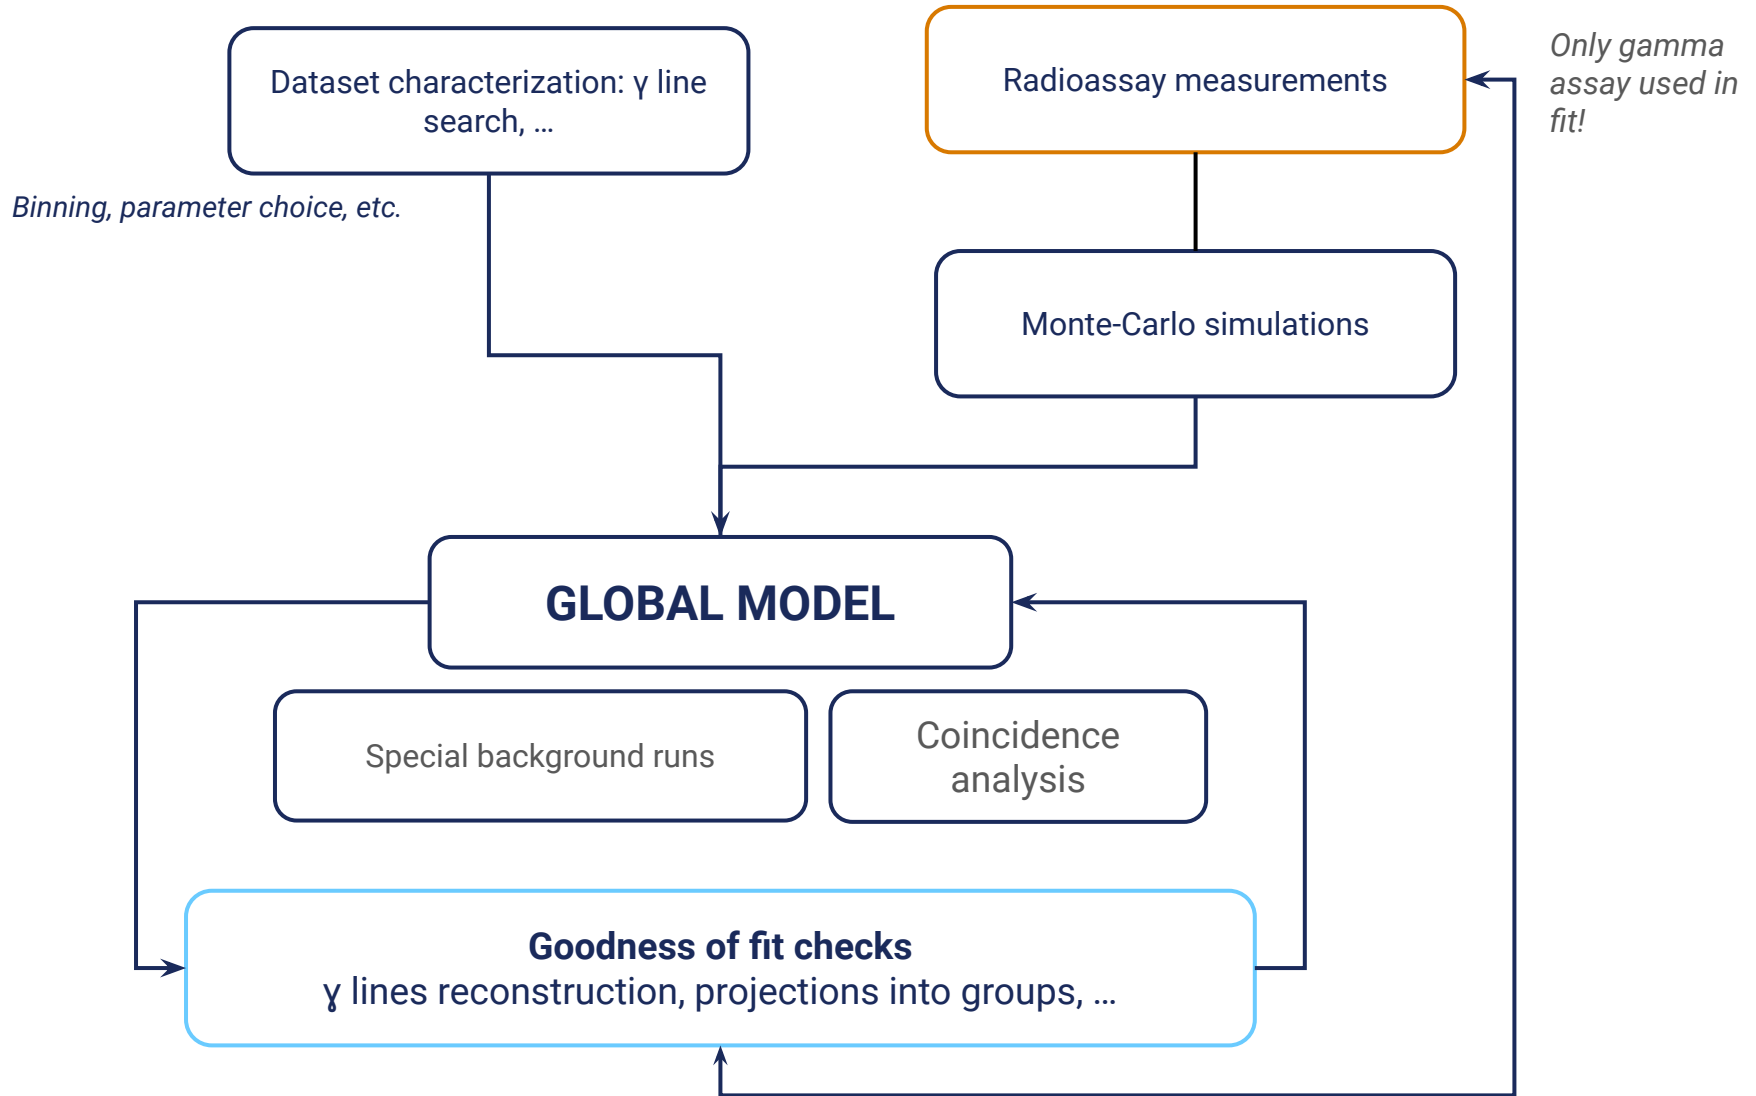 Dataset characterization: γ line
search, ...
Radioassay measurements
Only gamma
assay used in
fit!
Binning, parameter choice, etc.
Monte-Carlo simulations
GLOBAL MODEL
Special background runs
Coincidence
analysis
Goodness of fit checks
γ lines reconstruction, projections into groups, ...